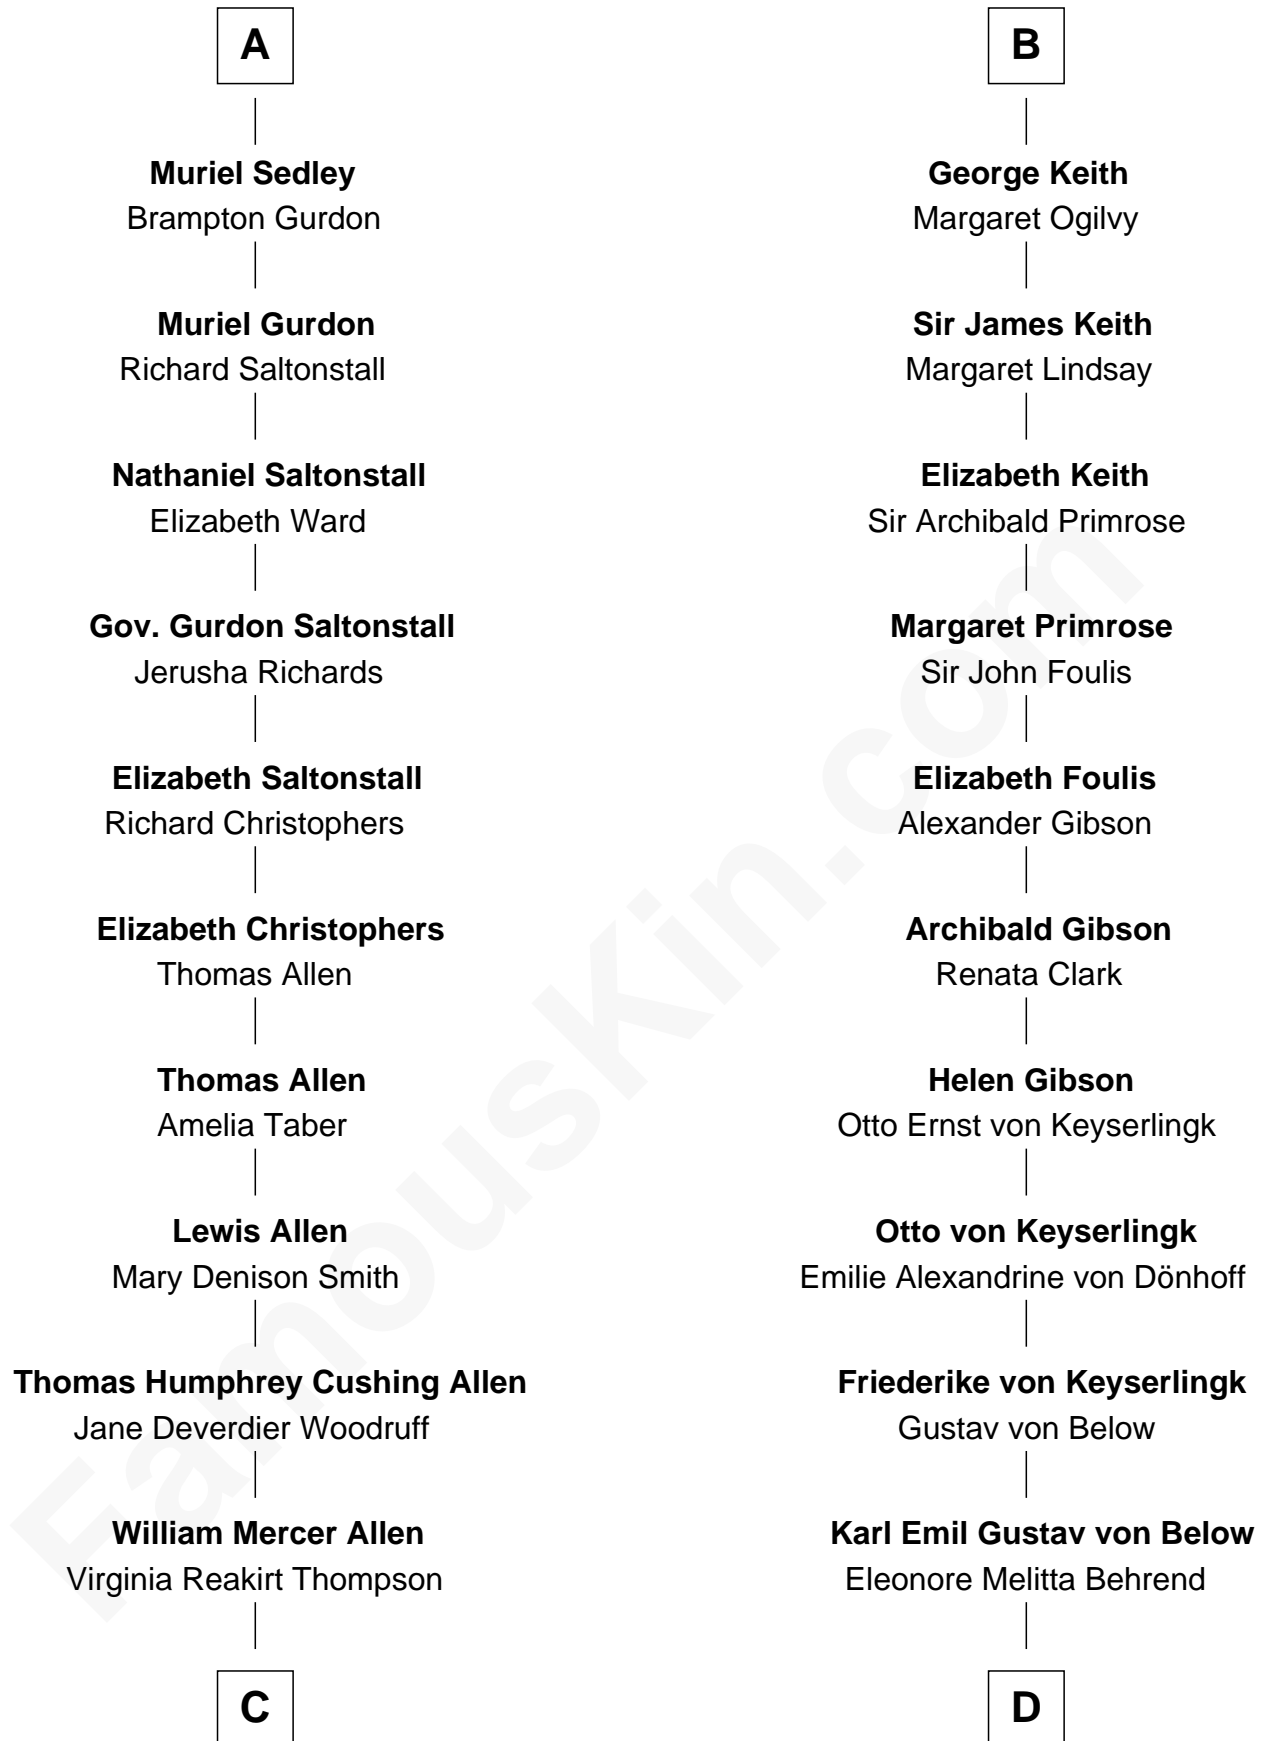 A
Muriel Sedley
Brampton Gurdon
Muriel Gurdon
Richard Saltonstall
Nathaniel Saltonstall
Elizabeth Ward
Gov. Gurdon Saltonstall
Jerusha Richards
Elizabeth Saltonstall
Richard Christophers
Elizabeth Christophers
Thomas Allen
Thomas Allen
Amelia Taber
Lewis Allen
Mary Denison Smith
Thomas Humphrey Cushing Allen
Jane Deverdier Woodruff
William Mercer Allen
Virginia Reakirt Thompson
C
B
George Keith
Margaret Ogilvy
Sir James Keith
Margaret Lindsay
Elizabeth Keith
Sir Archibald Primrose
Margaret Primrose
Sir John Foulis
Elizabeth Foulis
Alexander Gibson
Archibald Gibson
Renata Clark
Helen Gibson
Otto Ernst von Keyserlingk
Otto von Keyserlingk
Emilie Alexandrine von Dönhoff
Friederike von Keyserlingk
Gustav von Below
Karl Emil Gustav von Below
Eleonore Melitta Behrend
D
FamousKin.com